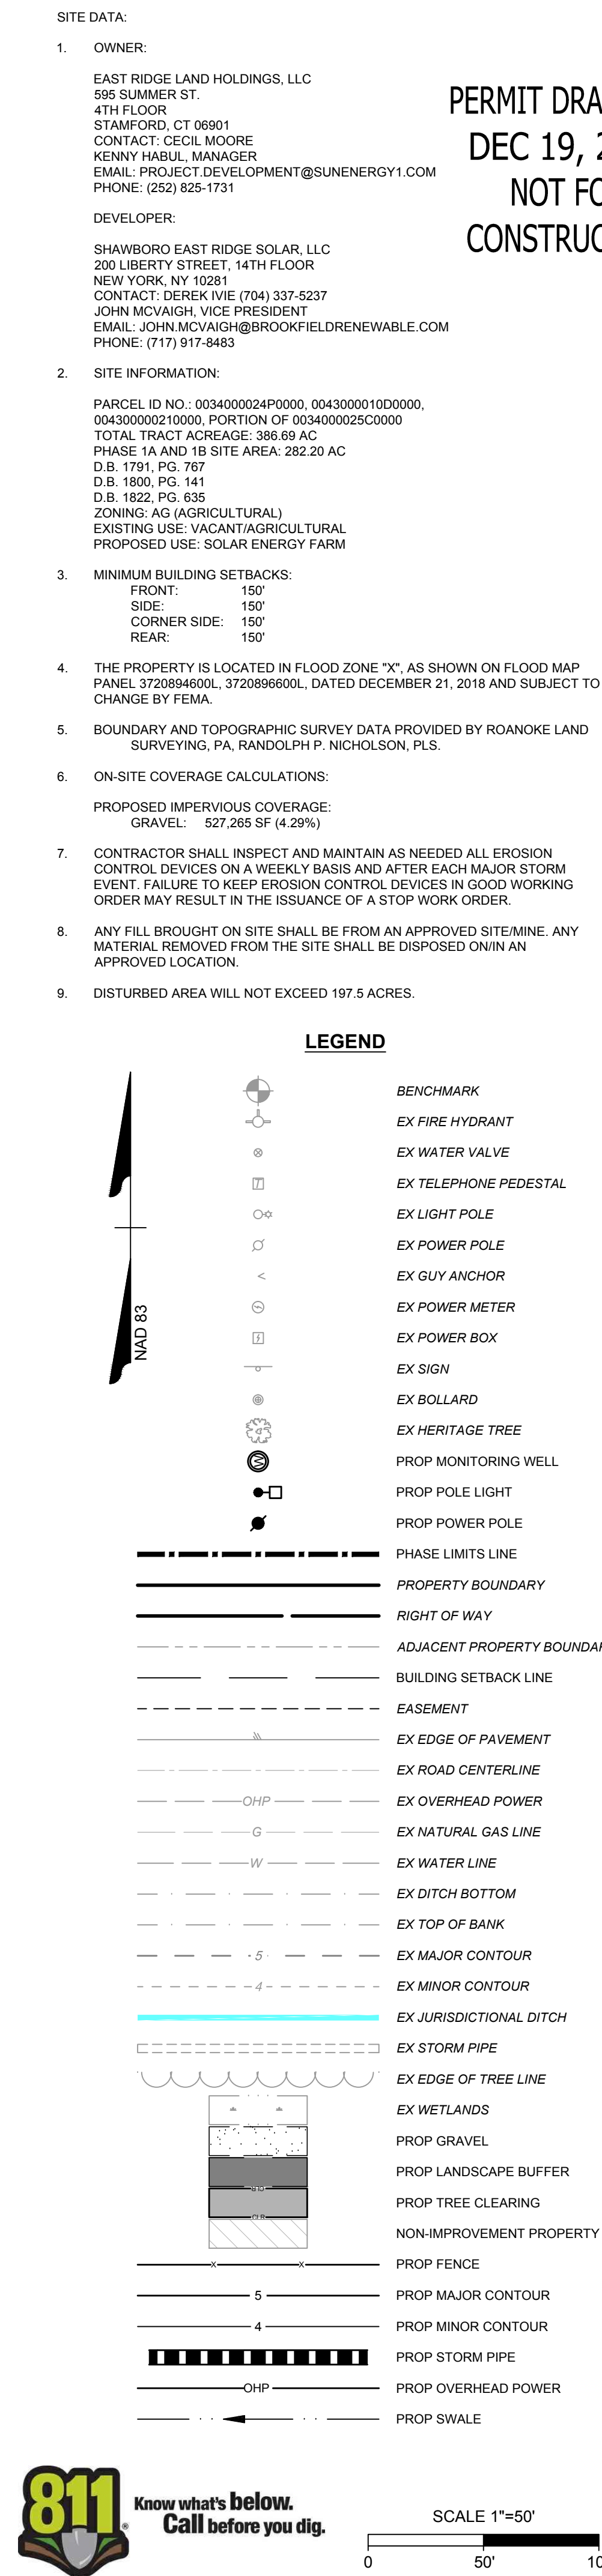 SITE DATA:
1. OWNER:
EAST RIDGE LAND HOLDINGS, LLC
595 SUMMER ST.
4TH FLOOR
STAMFORD, CT 06901
CONTACT: CECIL MOORE
KENNY HABUL, MANAGER
EMAIL: PROJECT.DEVELOPMENT@SUNENERGY1.COM
PHONE: (252) 825-1731
PERMIT DRA
DEC 19, 2
NOT FO
CONSTRUC
DEVELOPER:
SHAWBORO EAST RIDGE SOLAR, LLC
200 LIBERTY STREET, 14TH FLOOR
NEW YORK, NY 10281
CONTACT: DEREK IVIE (704) 337-5237
JOHN MCVAIGH, VICE PRESIDENT
EMAIL: JOHN.MCVAIGH@BROOKFIELDRENEWABLE.COM
PHONE: (717) 917-8483
2. SITE INFORMATION:
PARCEL ID NO.: 0034000024P0000, 0043000010D0000,
004300000210000, PORTION OF 0034000025C0000
TOTAL TRACT ACREAGE: 386.69 AC
PHASE 1A AND 1B SITE AREA: 282.20 AC
D.B. 1791, PG. 767
D.B. 1800, PG. 141
D.B. 1822, PG. 635
ZONING: AG (AGRICULTURAL)
EXISTING USE: VACANT/AGRICULTURAL
PROPOSED USE: SOLAR ENERGY FARM
3. MINIMUM BUILDING SETBACKS:
FRONT: 150'
SIDE: 150'
CORNER SIDE: 150'
REAR: 150'
4. THE PROPERTY IS LOCATED IN FLOOD ZONE "X", AS SHOWN ON FLOOD MAP
PANEL 3720894600L, 3720896600L, DATED DECEMBER 21, 2018 AND SUBJECT TO
CHANGE BY FEMA.
5. BOUNDARY AND TOPOGRAPHIC SURVEY DATA PROVIDED BY ROANOKE LAND
SURVEYING, PA, RANDOLPH P. NICHOLSON, PLS.
6. ON-SITE COVERAGE CALCULATIONS:
PROPOSED IMPERVIOUS COVERAGE:
GRAVEL: 527,265 SF (4.29%)
7. CONTRACTOR SHALL INSPECT AND MAINTAIN AS NEEDED ALL EROSION
CONTROL DEVICES ON A WEEKLY BASIS AND AFTER EACH MAJOR STORM
EVENT. FAILURE TO KEEP EROSION CONTROL DEVICES IN GOOD WORKING
ORDER MAY RESULT IN THE ISSUANCE OF A STOP WORK ORDER.
8. ANY FILL BROUGHT ON SITE SHALL BE FROM AN APPROVED SITE/MINE. ANY
MATERIAL REMOVED FROM THE SITE SHALL BE DISPOSED ON/IN AN
APPROVED LOCATION.
9. DISTURBED AREA WILL NOT EXCEED 197.5 ACRES.
LEGEND
NAD 83
BENCHMARK
EX FIRE HYDRANT
EX WATER VALVE
T EX TELEPHONE PEDESTAL
EX LIGHT POLE
EX POWER POLE
EX GUY ANCHOR
EX POWER METER
EX POWER BOX
EX SIGN
EX BOLLARD
EX HERITAGE TREE
PROP MONITORING WELL
PROP POLE LIGHT
PROP POWER POLE
PHASE LIMITS LINE
PROPERTY BOUNDARY
RIGHT OF WAY
ADJACENT PROPERTY BOUNDAR
BUILDING SETBACK LINE
EASEMENT
EX EDGE OF PAVEMENT
EX ROAD CENTERLINE
OHP EX OVERHEAD POWER
G EX NATURAL GAS LINE
W EX WATER LINE
EX DITCH BOTTOM
EX TOP OF BANK
5 EX MAJOR CONTOUR
4 EX MINOR CONTOUR
EX JURISDICTIONAL DITCH
EX STORM PIPE
EX EDGE OF TREE LINE
EX WETLANDS
PROP GRAVEL
PROP LANDSCAPE BUFFER
PROP TREE CLEARING
CLR
NON-IMPROVEMENT PROPERTY
X X PROP FENCE
5 PROP MAJOR CONTOUR
4 PROP MINOR CONTOUR
PROP STORM PIPE
OHP PROP OVERHEAD POWER
PROP SWALE
811®
Know what's below.
Call before you dig.
SCALE 1"=50'
0 50' 10